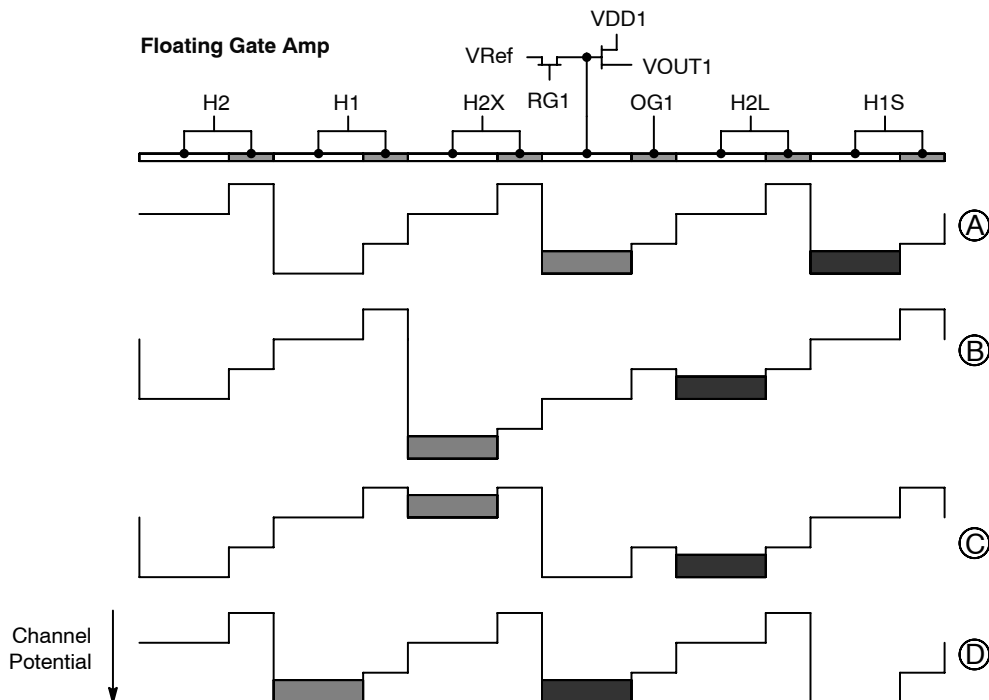 VDD1
Floating Gate Amp
VRef
VOUT1
RG1
H2
H1
H2X
OG1
H2L
H1S
A
B
C
Channel
Potential
D